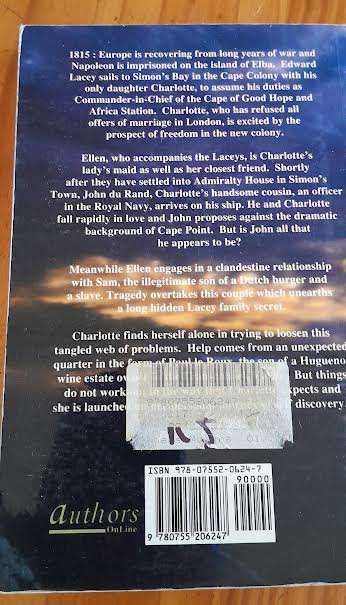 1815 : Europe is recovering from long years of war and
Napoleon is imprisoned on the island of Elba. Edward
Lacey sails to Simon's Bay in the Cape Colony with his
only daughter Charlotte, to assume his duties as
Commander-in-Chief of the Cape of Good Hope and
Africa Station. Charlotte, who has refused all
offers of marriage in London, is excited by the
prospect of freedom in the new colony.
Ellen, who accompanies the Laceys, is Charlotte's
lady's maid as well as her closest friend. Shortly
after they have settled into Admiralty House in Simon's
Town, John du Rand, Charlotte's handsome cousin, an officer
in the Royal Navy, arrives on his ship. He and Charlotte
fall rapidly in love and John proposes against the dramatic
background of Cape Point. But is John all that
he appears to be?
Meanwhile Ellen engages in a clandestine relationship
with Sam, the illegitimate son of a Dutch burger and
a slave. Tragedy overtakes this couple which unearths
a long hidden Lacey family secret.
Charlotte finds herself alone in trying to loosen this
tangled web of problems. Help comes from an unexpected
quarter in the form of Paul le Roux, the son of a Hugueno
wine estate ow But things
do not work xpects and
she is launched discovery.
ISBN 978-07552-0624-7
90000
9 780755 206247
authors
OnLine